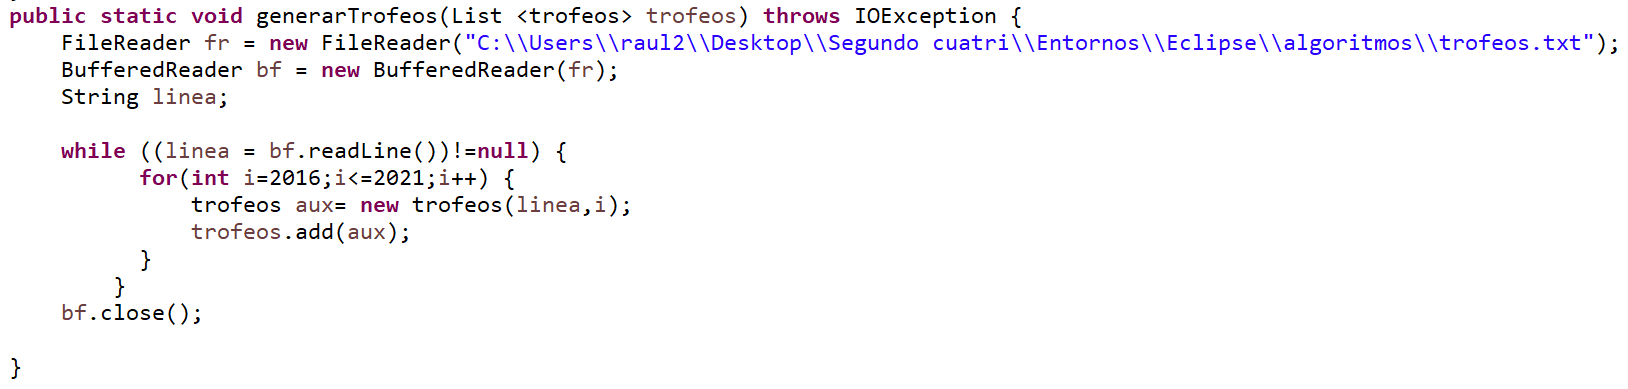 public static void generarTrofeos(List <trofeos> trofeos) throws IOException {
FileReader fr = new FileReader("C:\\Users\\raul2\\Desktop\\Segundo cuatri\\Entornos\\Eclipse\\algoritmos\\trofeos.txt");
BufferedReader bf = new BufferedReader(fr);
String linea;
while ((linea = bf.readLine())!=null) {
for(int i=2016;i<=2021;i++) {
trofeos aux= new trofeos(linea,i);
trofeos.add(aux);
}
}
bf.close();
}